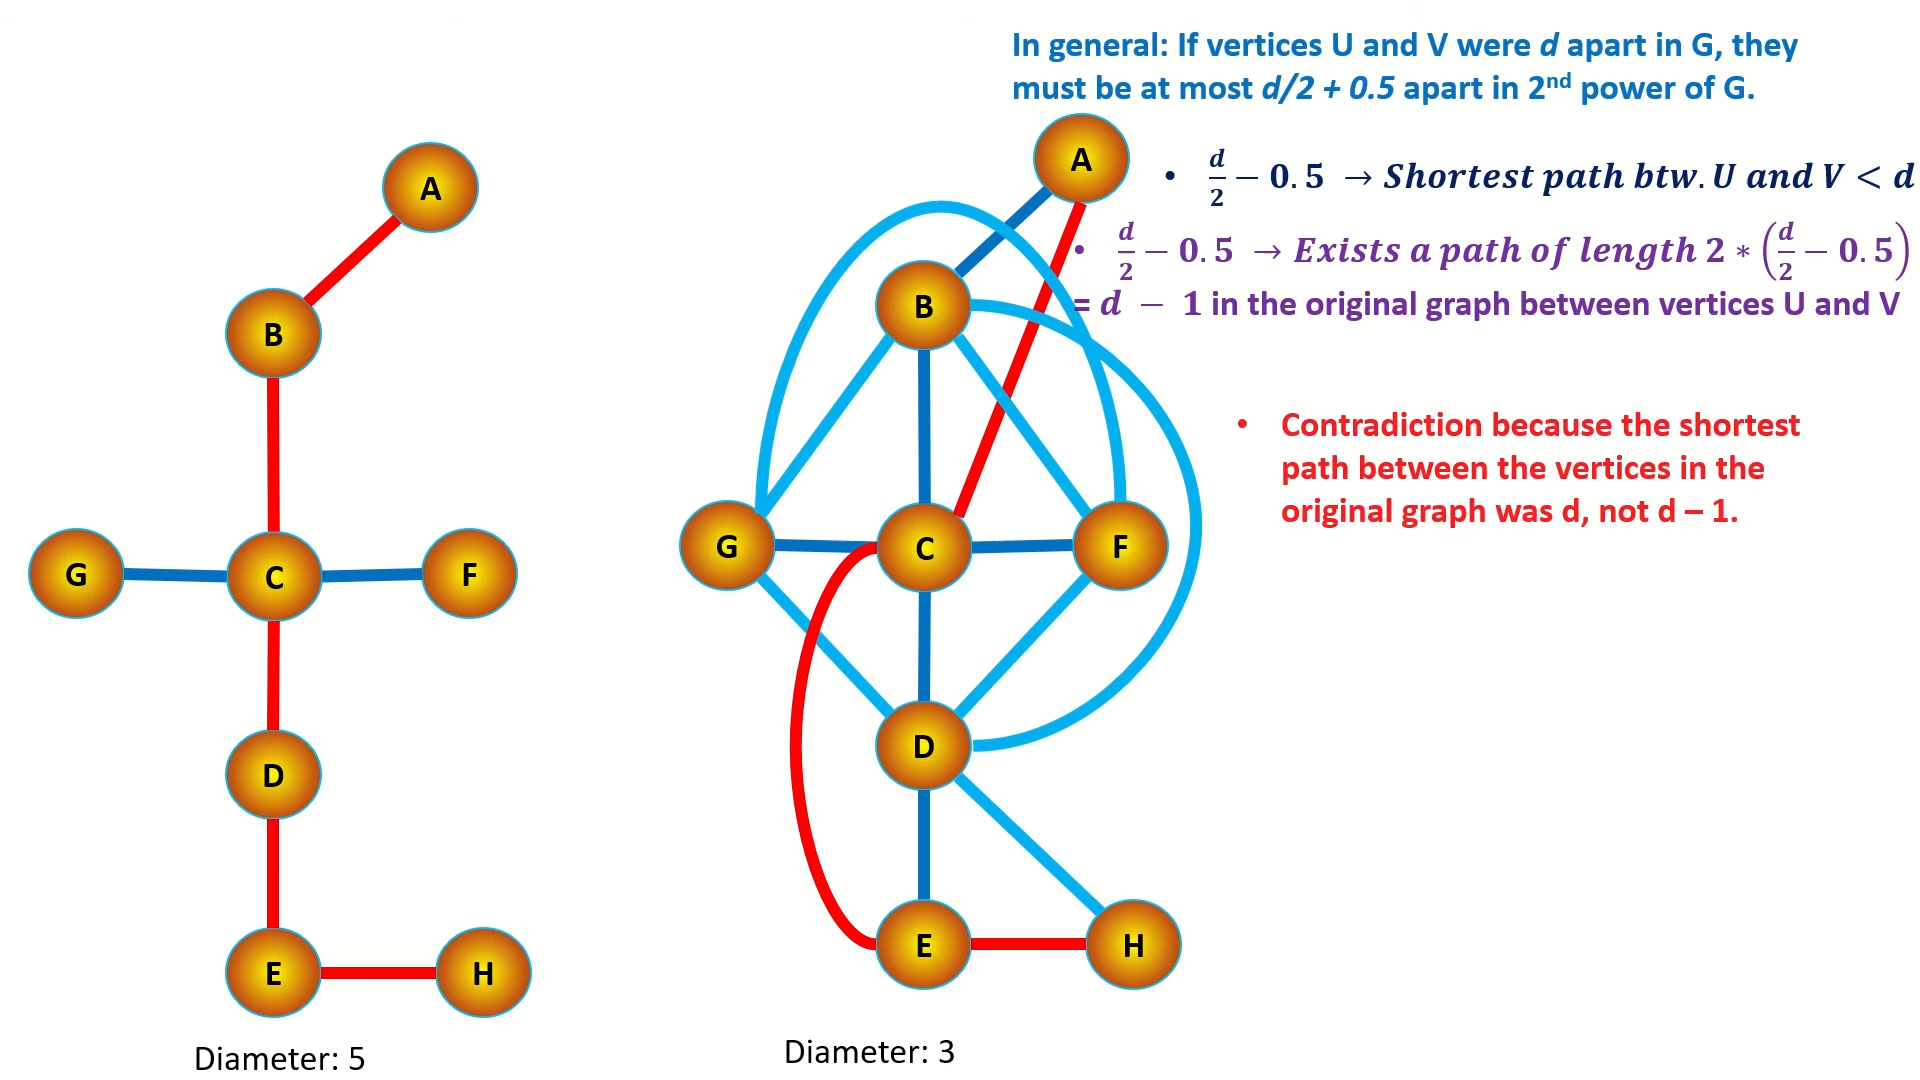 In general: If vertices U and V were d apart in G, they
must be at most d/2 + 0.5 apart in 2nd power of G.
• d/2 − 0.5 → Shortest path btw. U and V < d
• d/2 − 0.5 → Exists a path of length 2 * (d/2 − 0.5)
= d − 1 in the original graph between vertices U and V
• Contradiction because the shortest
path between the vertices in the
original graph was d, not d – 1.
A
B
G C F
D
E H
Diameter: 5
A
B
G C F
D
E H
Diameter: 3